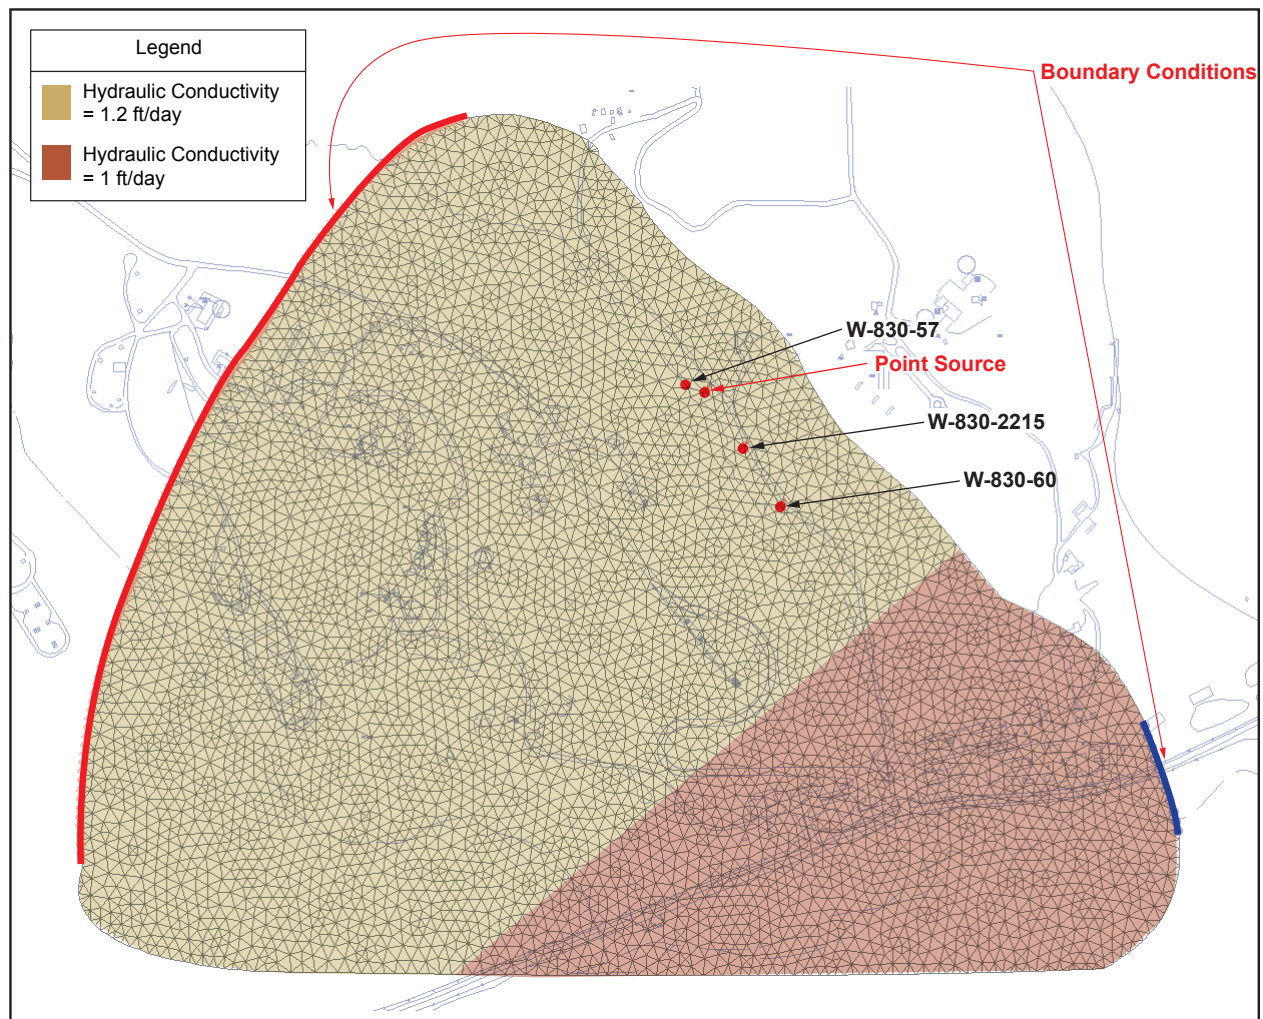 Legend
Hydraulic Conductivity
= 1.2 ft/day
Hydraulic Conductivity
= 1 ft/day
Boundary Conditions
W-830-57
Point Source
W-830-2215
W-830-60